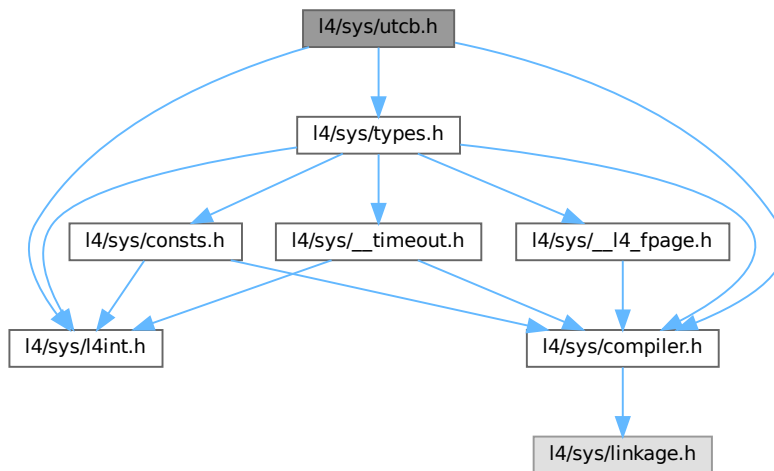 l4/sys/utcb.h
l4/sys/types.h
l4/sys/consts.h
l4/sys/__timeout.h
l4/sys/__l4_fpage.h
l4/sys/l4int.h
l4/sys/compiler.h
l4/sys/linkage.h